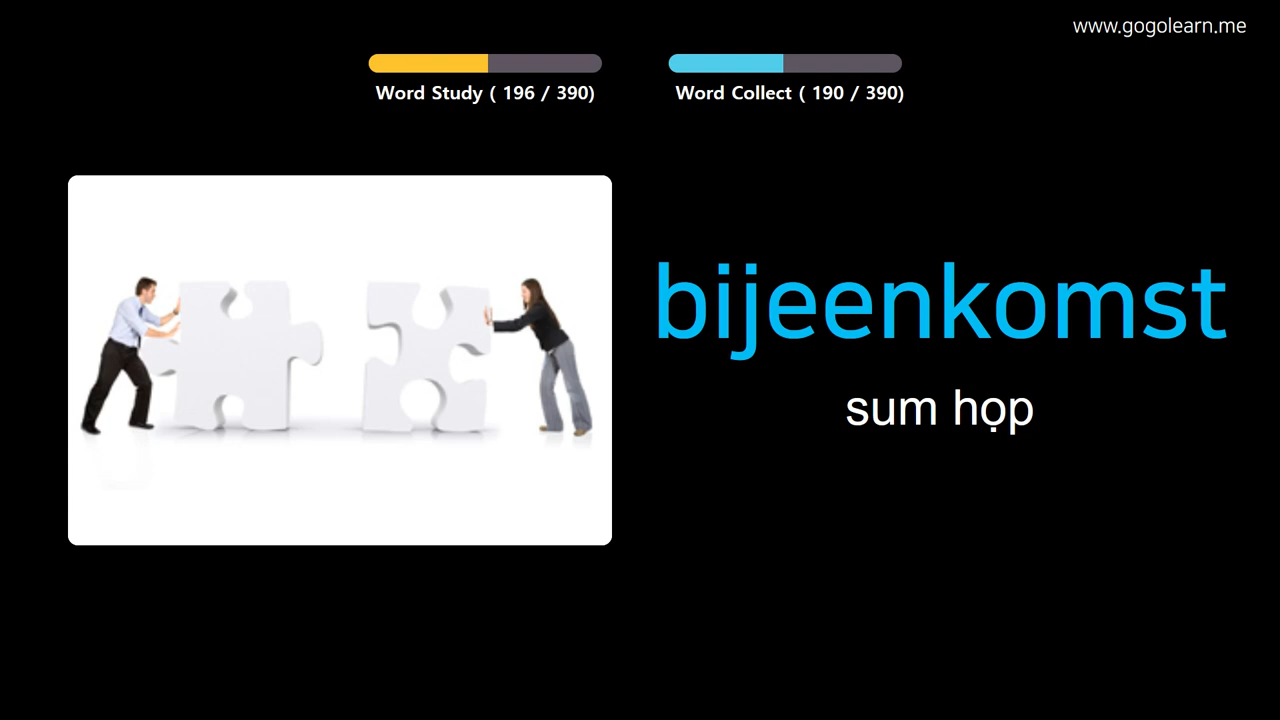 www.gogolearn.me
Word Study ( 196 / 390)
Word Collect ( 190 / 390)
bijeenkomst
sum họp